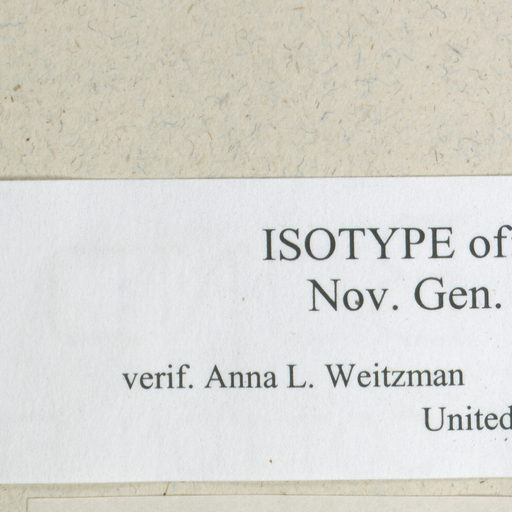 ISOTYPE of
Nov. Gen.
verif. Anna L. Weitzman
United